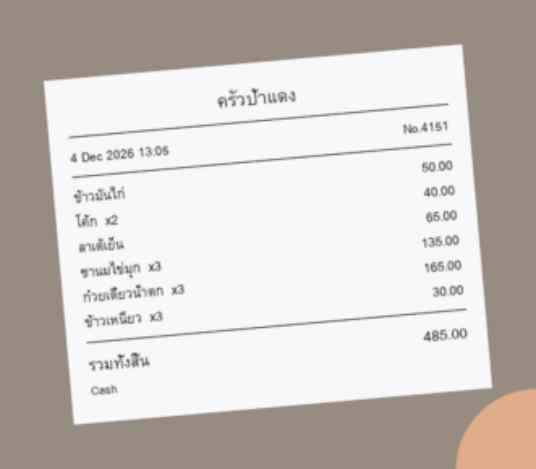 ครัวป้าแดง
4 Dec 2026 13:05 No.4151
ข้าวมันไก่ 50.00
โค้ก x2 40.00
ลาเต้เย็น 65.00
ชานมไข่มุก x3 135.00
ก๋วยเตี๋ยวน้ำตก x3 165.00
ข้าวเหนียว x3 30.00
รวมทั้งสิ้น 485.00
Cash